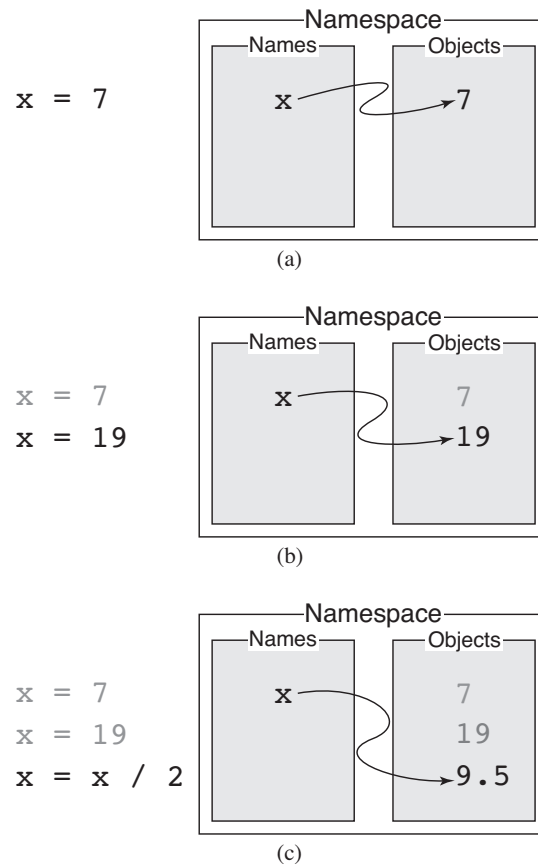 Namespace
Names Objects
x = 7 x 7
(a)
Namespace
Names Objects
x = 7 x 7
x = 19 19
(b)
Namespace
Names Objects
x = 7 x 7
x = 19 19
x = x / 2 9.5
(c)